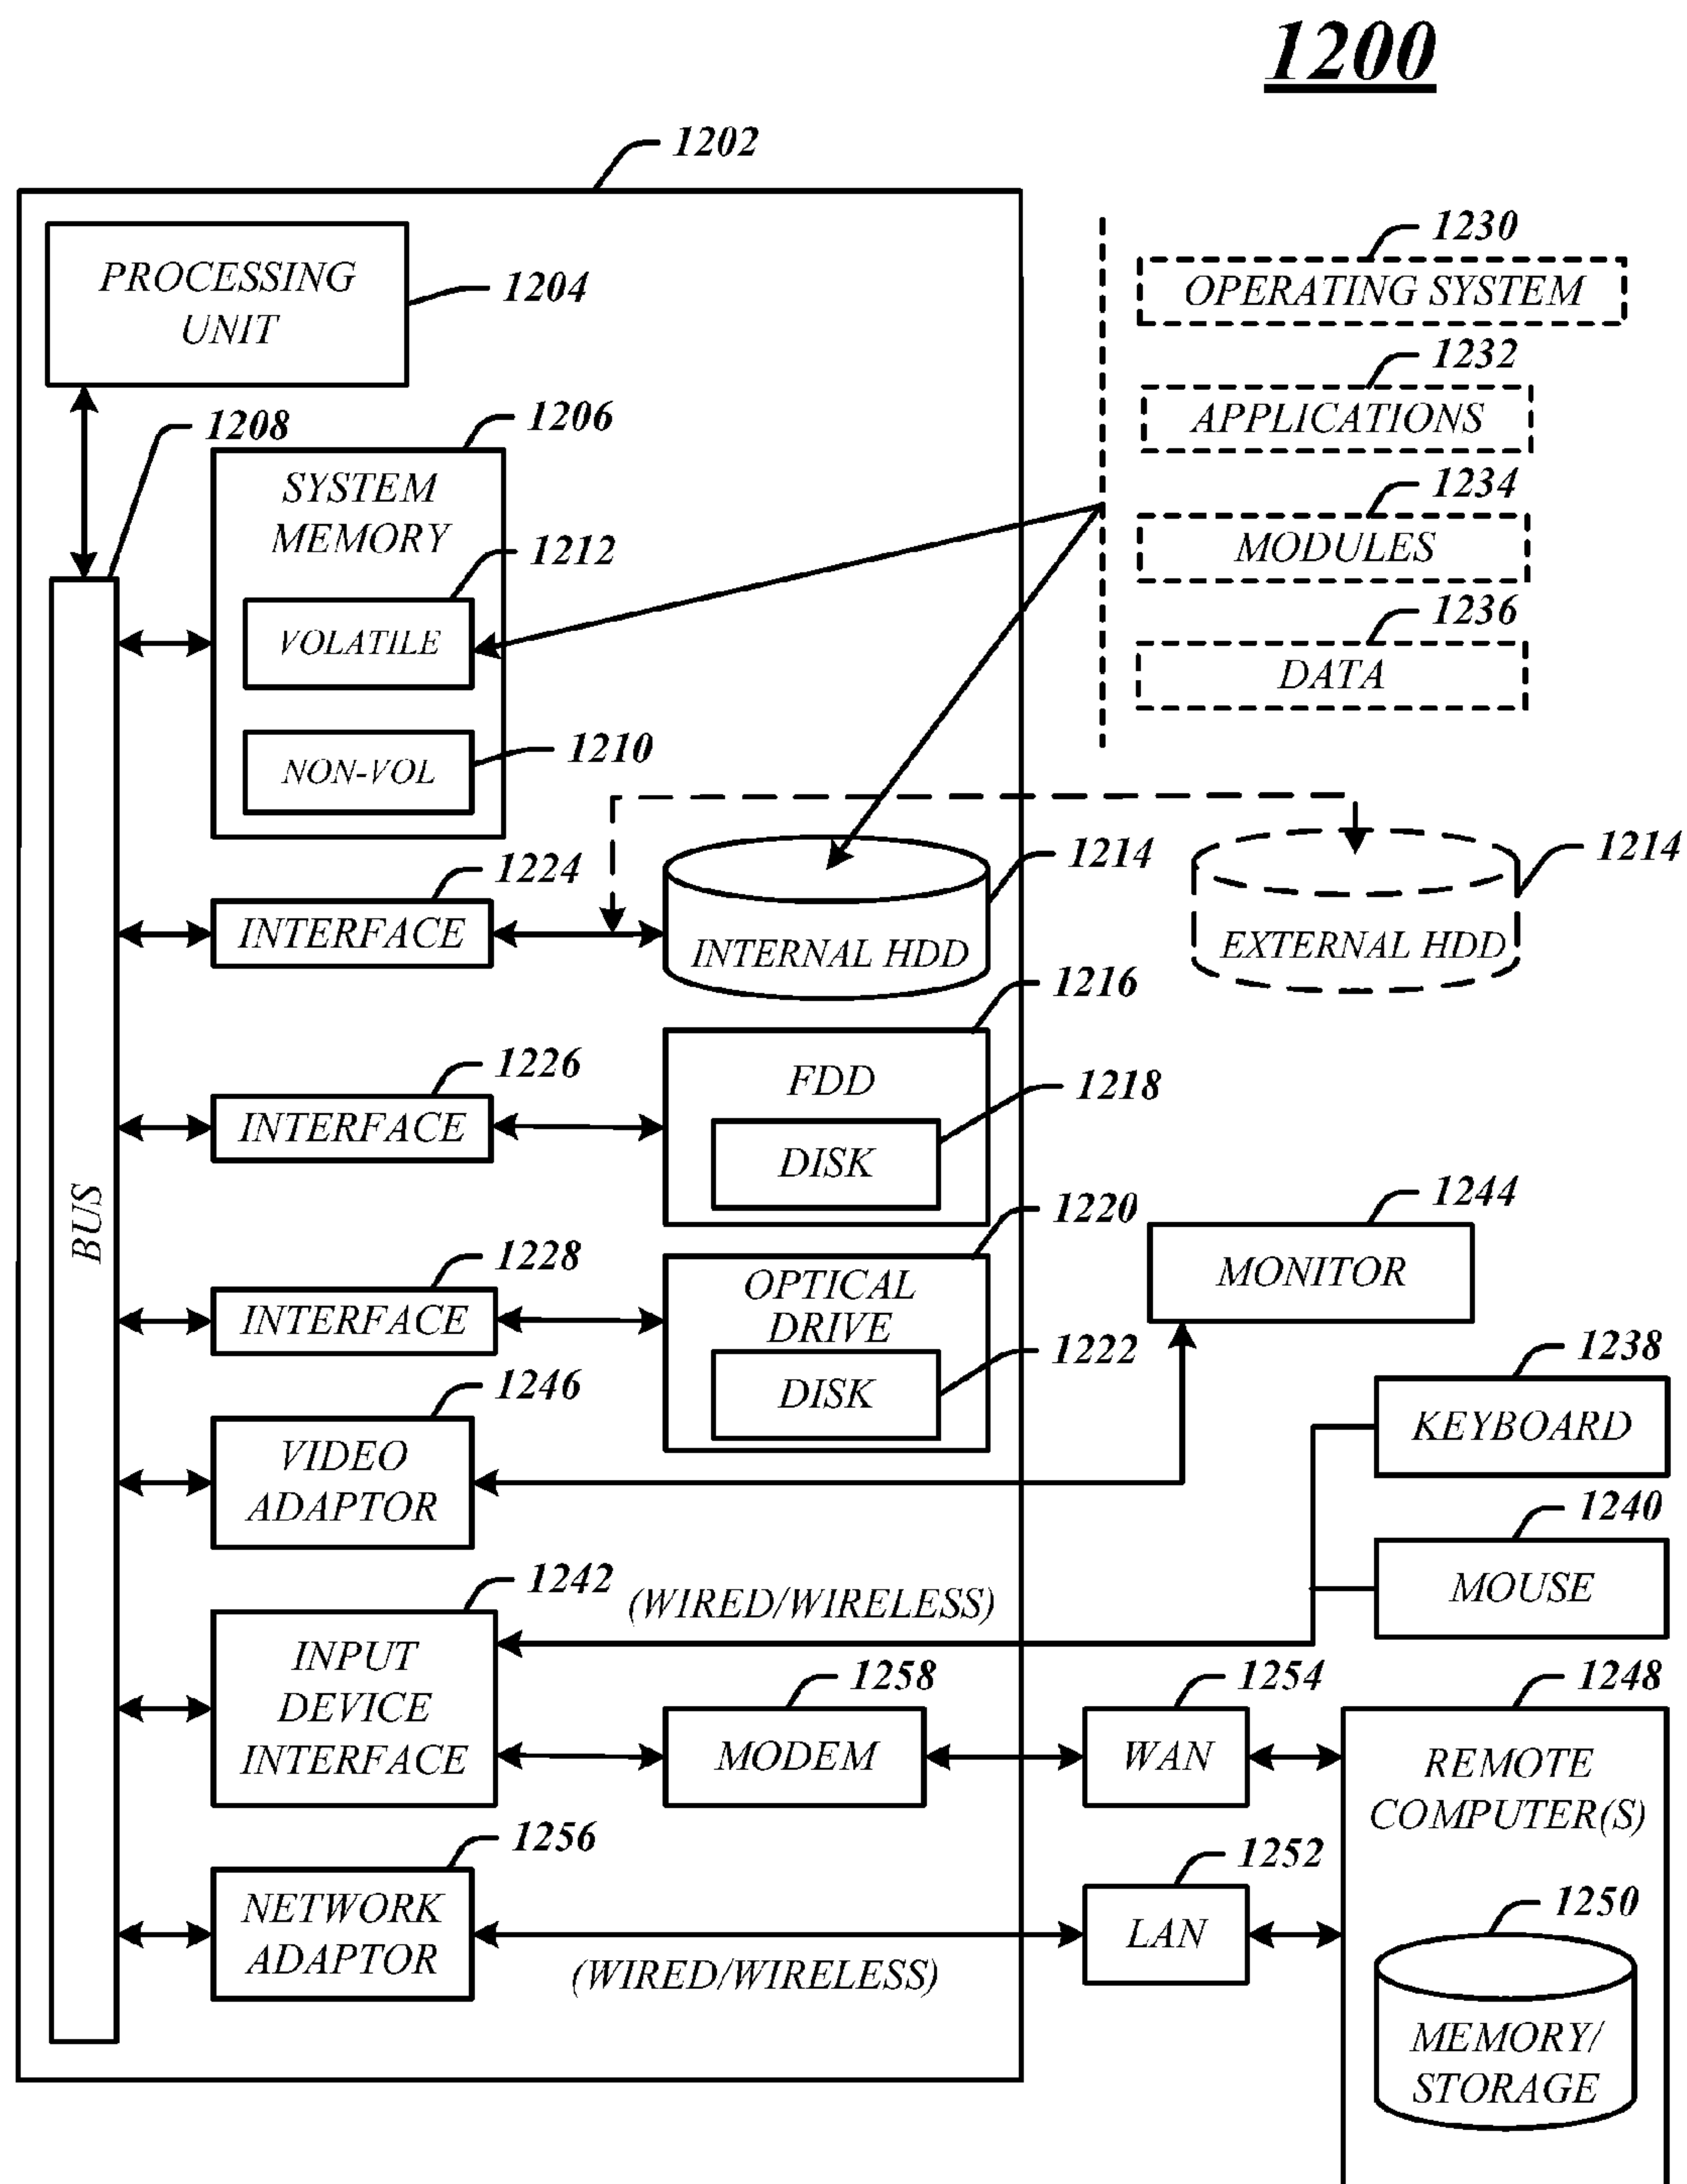 1200
1202
PROCESSING
UNIT
1204
1230
OPERATING SYSTEM
1232
APPLICATIONS
1234
MODULES
1236
DATA
1208
1206
SYSTEM
MEMORY
1212
VOLATILE
1210
NON-VOL
1224
INTERFACE
1214
INTERNAL HDD
1214
EXTERNAL HDD
1216
FDD
1226
INTERFACE
1218
DISK
BUS
1220
OPTICAL
DRIVE
1228
INTERFACE
1222
DISK
1244
MONITOR
1246
VIDEO
ADAPTOR
1238
KEYBOARD
1240
MOUSE
1242
INPUT
DEVICE
INTERFACE
(WIRED/WIRELESS)
1258
MODEM
1254
WAN
1248
REMOTE
COMPUTER(S)
1256
NETWORK
ADAPTOR
(WIRED/WIRELESS)
1252
LAN
1250
MEMORY/
STORAGE